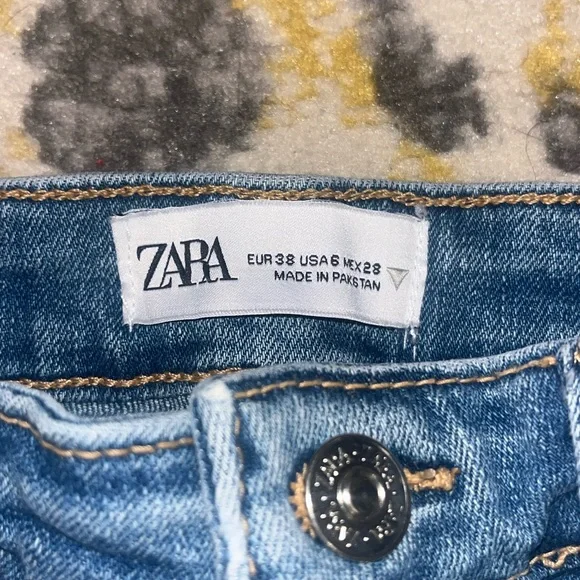 ZARA
EUR 38 USA 6 MEX 28
MADE IN PAKISTAN